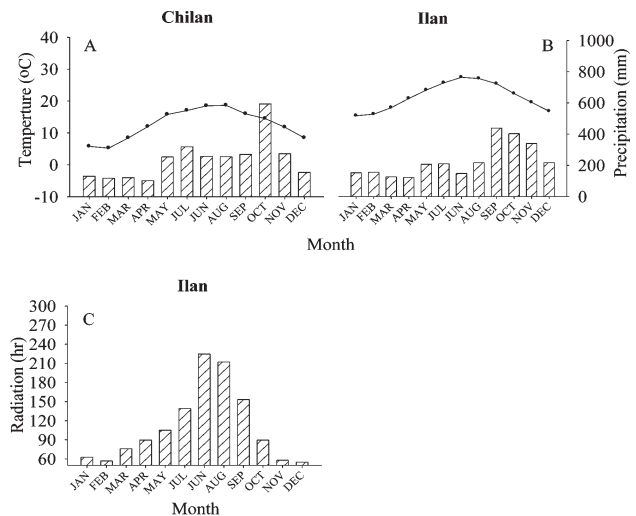 Chilan
Ilan
A
B
Temperture (oC)
40
30
20
10
0
-10
1000
800
600
400
200
0
Precipitation (mm)
JAN FEB MAR APR MAY JUL JUN AUG SEP OCT NOV DEC
JAN FEB MAR APR MAY JUL JUN AUG SEP OCT NOV DEC
Month
Ilan
C
Radiation (hr)
300
270
240
210
180
150
120
90
60
JAN FEB MAR APR MAY JUL JUN AUG SEP OCT NOV DEC
Month